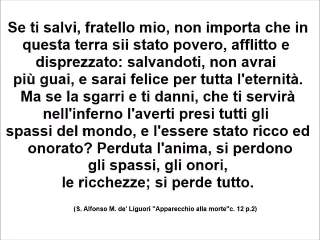 Se ti salvi, fratello mio, non importa che in
questa terra sii stato povero, afflitto e
disprezzato: salvandoti, non avrai
più guai, e sarai felice per tutta l'eternità.
Ma se la sgarri e ti danni, che ti servirà
nell'inferno l'averti presi tutti gli
spassi del mondo, e l'essere stato ricco ed
onorato? Perduta l'anima, si perdono
gli spassi, gli onori,
le ricchezze; si perde tutto.
(S. Alfonso M. de' Liguori "Apparecchio alla morte"c. 12 p.2)